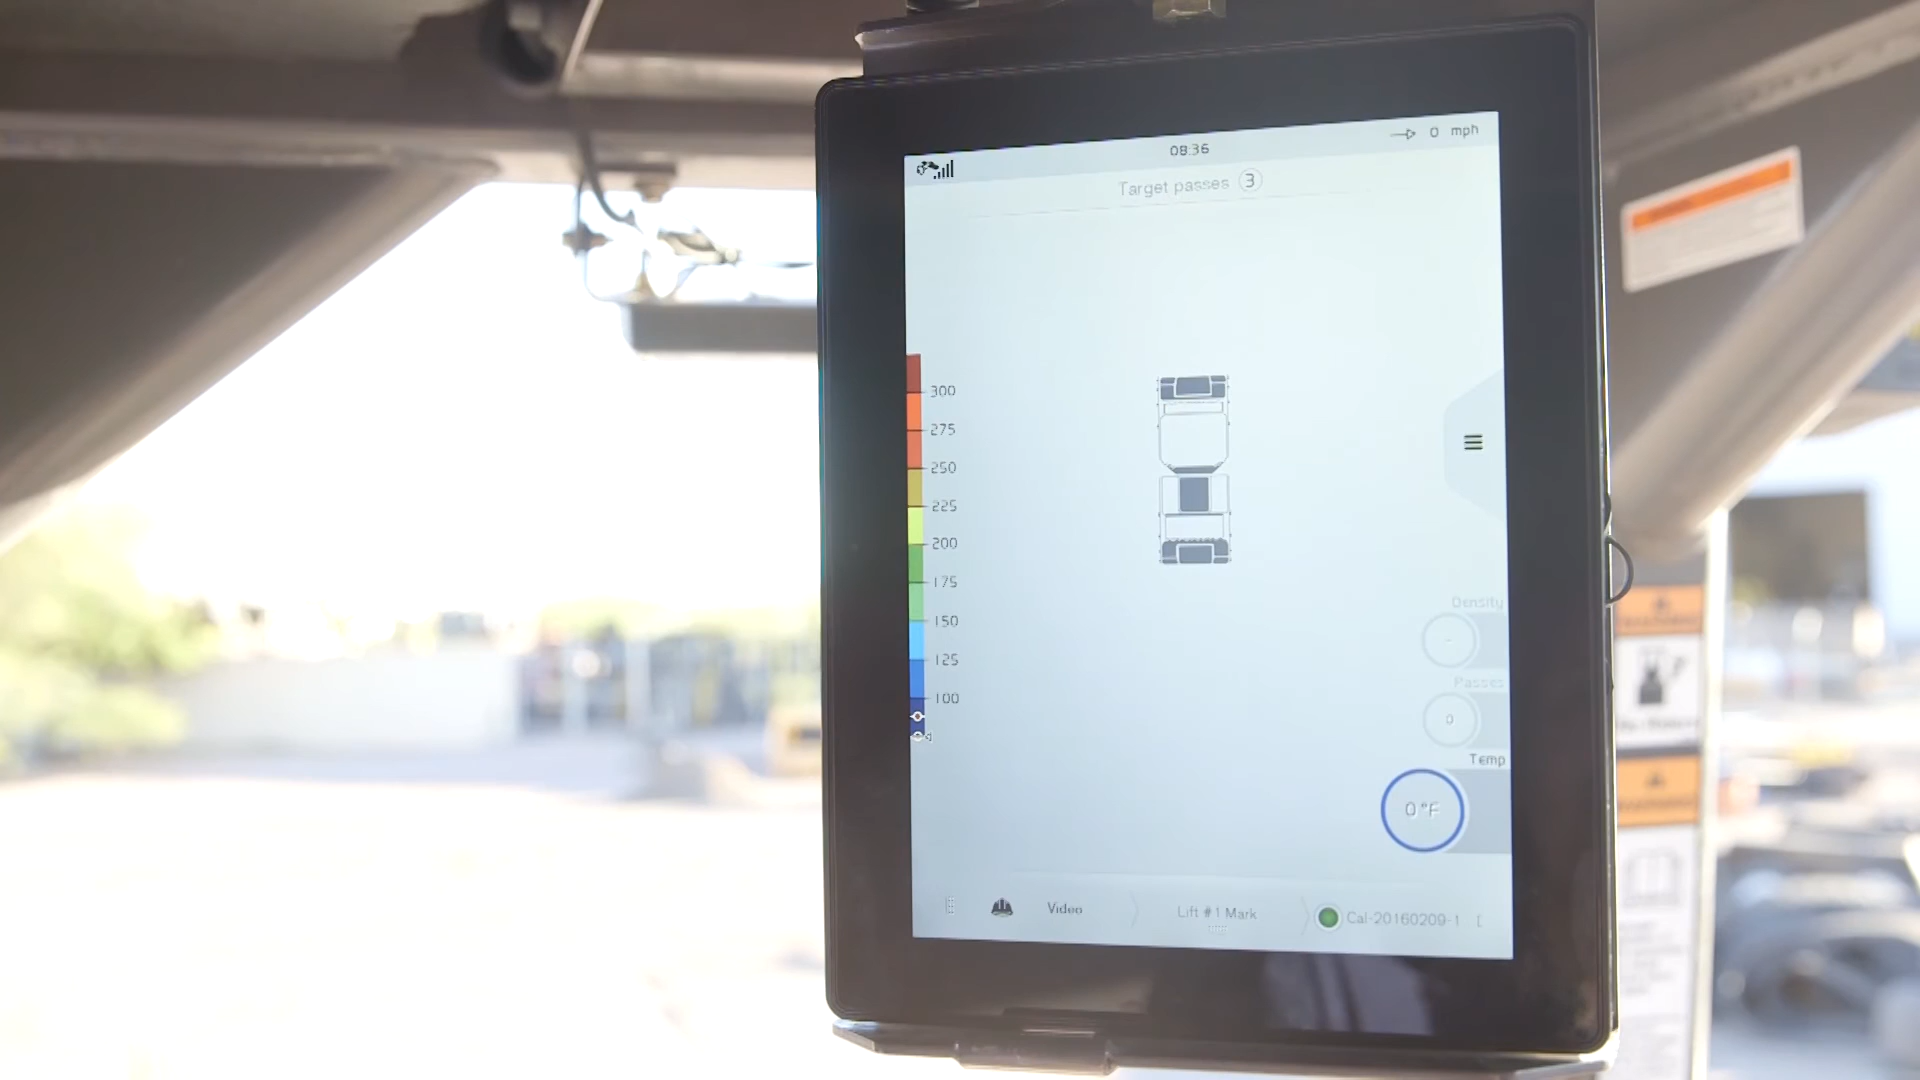 08:36
0 mph
Target passes 3
300
275
250
225
200
175
150
125
100
Density
-
Passes
0
Temp
0 °F
Video
Lift #1 Mark
Cal-20160209-1